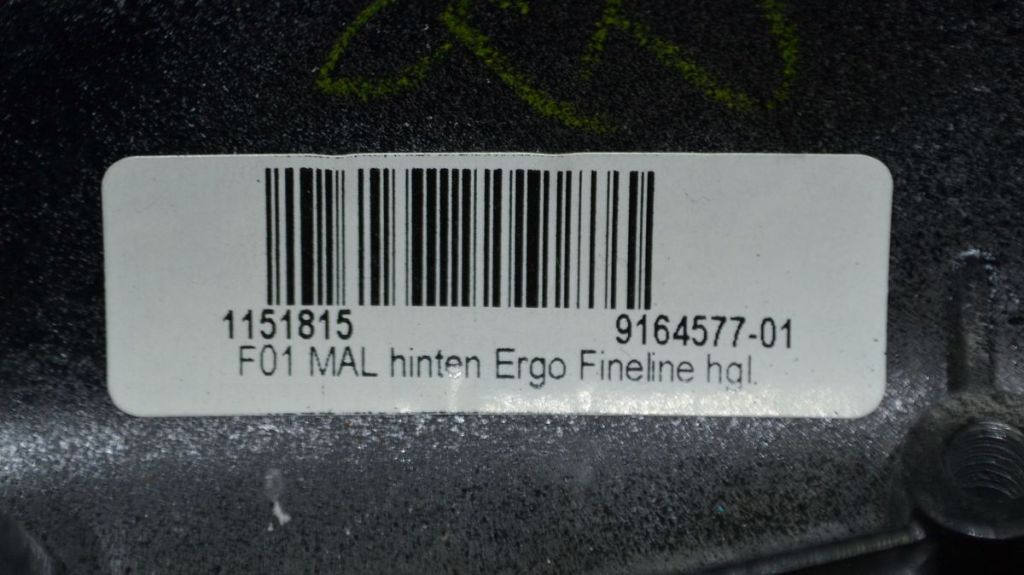 1151815 9164577-01
F01 MAL hinten Ergo Fineline hgl.